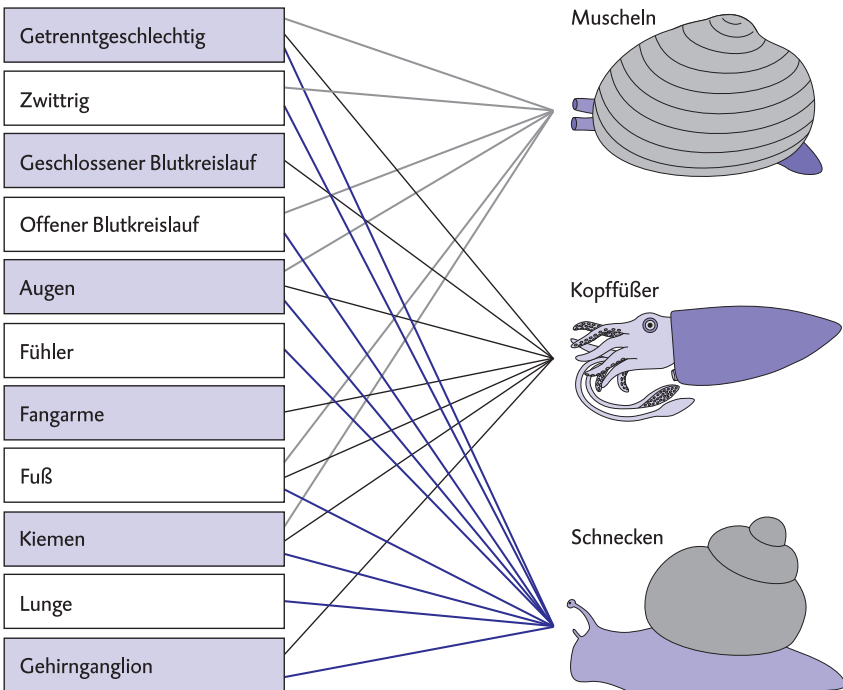 Getrenntgeschlechtig
Zwittrig
Geschlossener Blutkreislauf
Offener Blutkreislauf
Augen
Fühler
Fangarme
Fuß
Kiemen
Lunge
Gehirnganglion
Muscheln
Kopffüßer
Schnecken